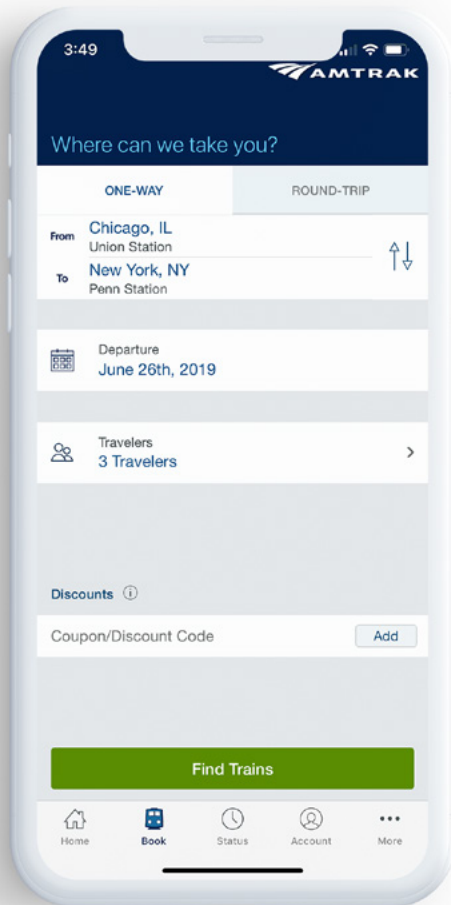 3:49
AMTRAK
Where can we take you?
ONE-WAY ROUND-TRIP
From Chicago, IL
Union Station
To New York, NY
Penn Station
Departure
June 26th, 2019
Travelers
3 Travelers
Discounts
Coupon/Discount Code Add
Find Trains
Home Book Status Account More